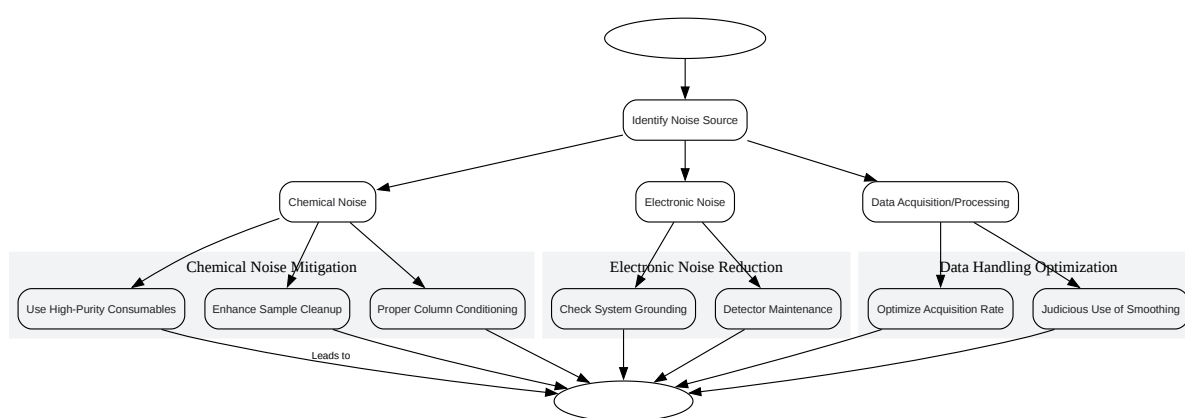 Identify Noise Source
Chemical Noise
Electronic Noise
Data Acquisition/Processing
Chemical Noise Mitigation
Electronic Noise Reduction
Data Handling Optimization
Use High-Purity Consumables
Enhance Sample Cleanup
Proper Column Conditioning
Check System Grounding
Detector Maintenance
Optimize Acquisition Rate
Judicious Use of Smoothing
Leads to